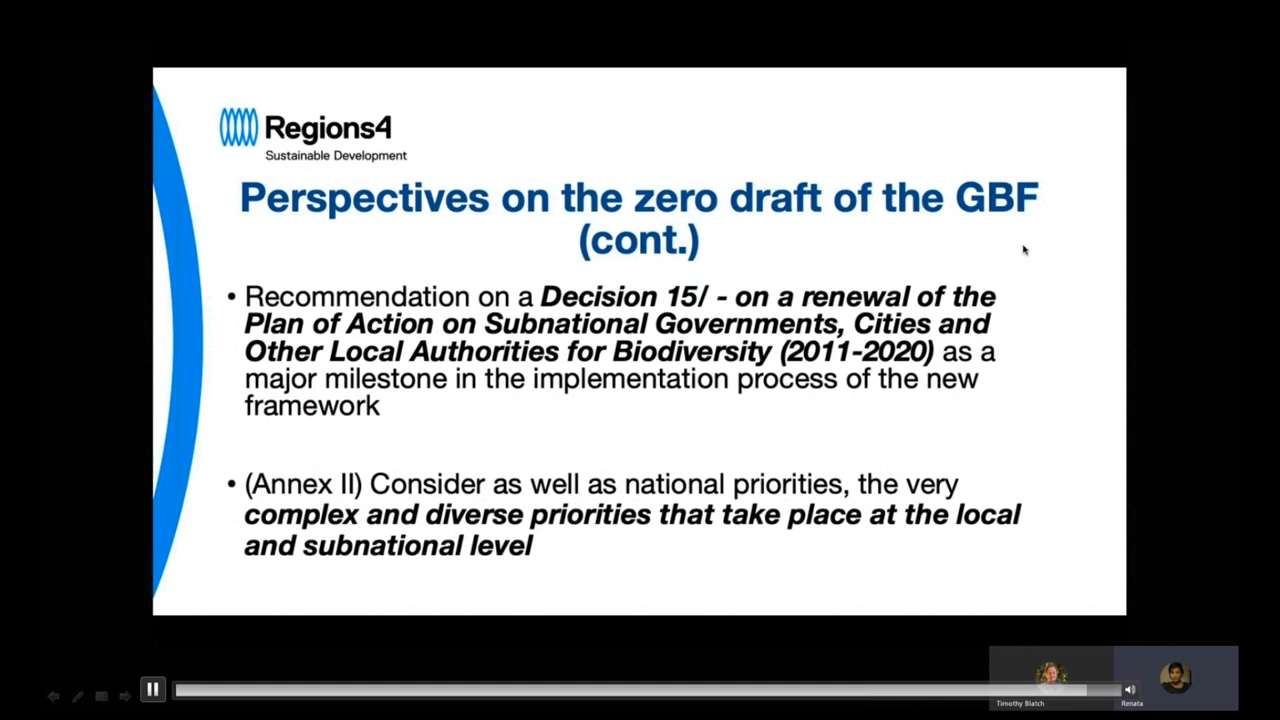 Regions4
Sustainable Development
Perspectives on the zero draft of the GBF
(cont.)
• Recommendation on a Decision 15/ - on a renewal of the
Plan of Action on Subnational Governments, Cities and
Other Local Authorities for Biodiversity (2011-2020) as a
major milestone in the implementation process of the new
framework
• (Annex II) Consider as well as national priorities, the very
complex and diverse priorities that take place at the local
and subnational level
Timothy Blatch
Renata